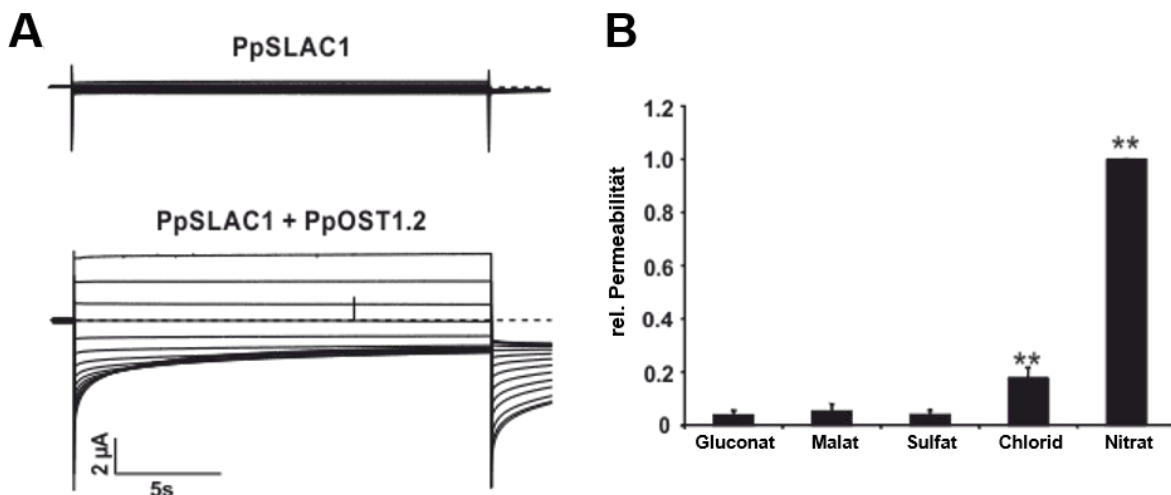 A
PpSLAC1
PpSLAC1 + PpOST1.2
2 µA
5s
B
rel. Permeabilität
1.2
1.0
0.8
0.6
0.4
0.2
0
**
**
Gluconat Malat Sulfat Chlorid Nitrat